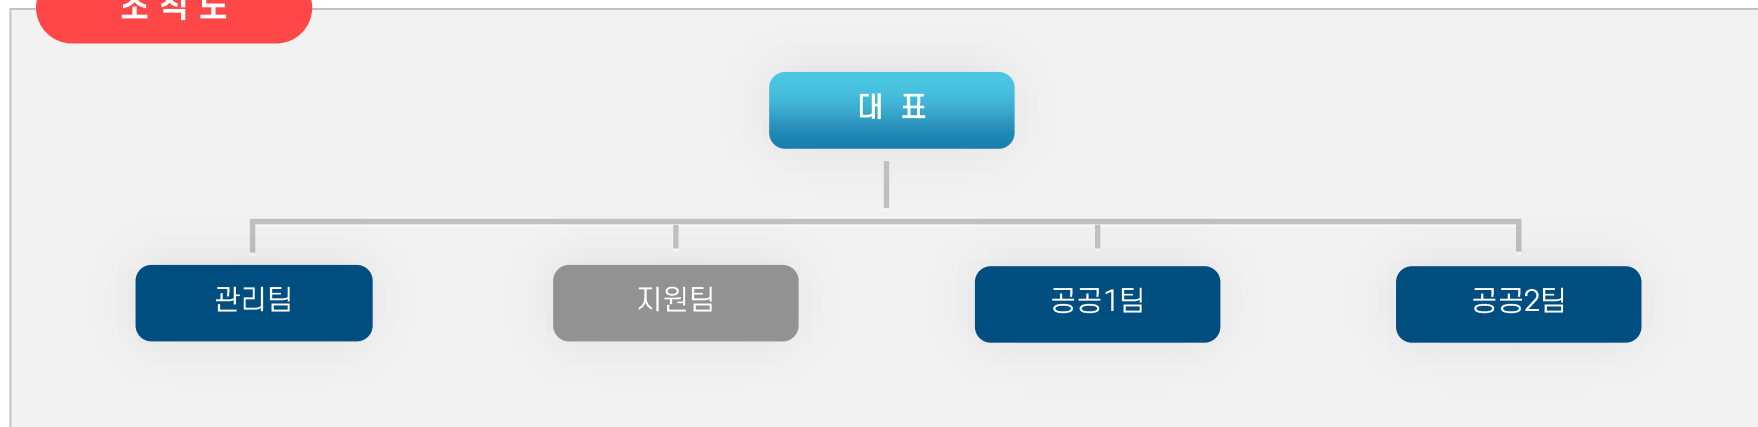 조 직 도
대 표
관리팀
지원팀
공공1팀
공공2팀